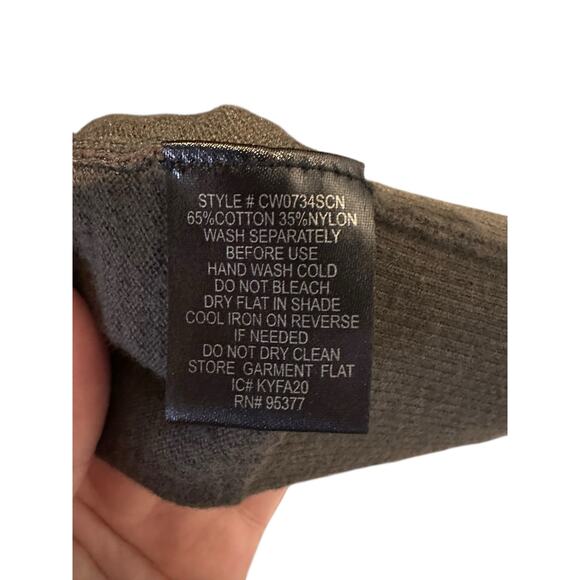 STYLE # CW0734SCN
65%COTTON 35%NYLON
WASH SEPARATELY
BEFORE USE
HAND WASH COLD
DO NOT BLEACH
DRY FLAT IN SHADE
COOL IRON ON REVERSE
IF NEEDED
DO NOT DRY CLEAN
STORE GARMENT FLAT
IC# KYFA20
RN# 95377